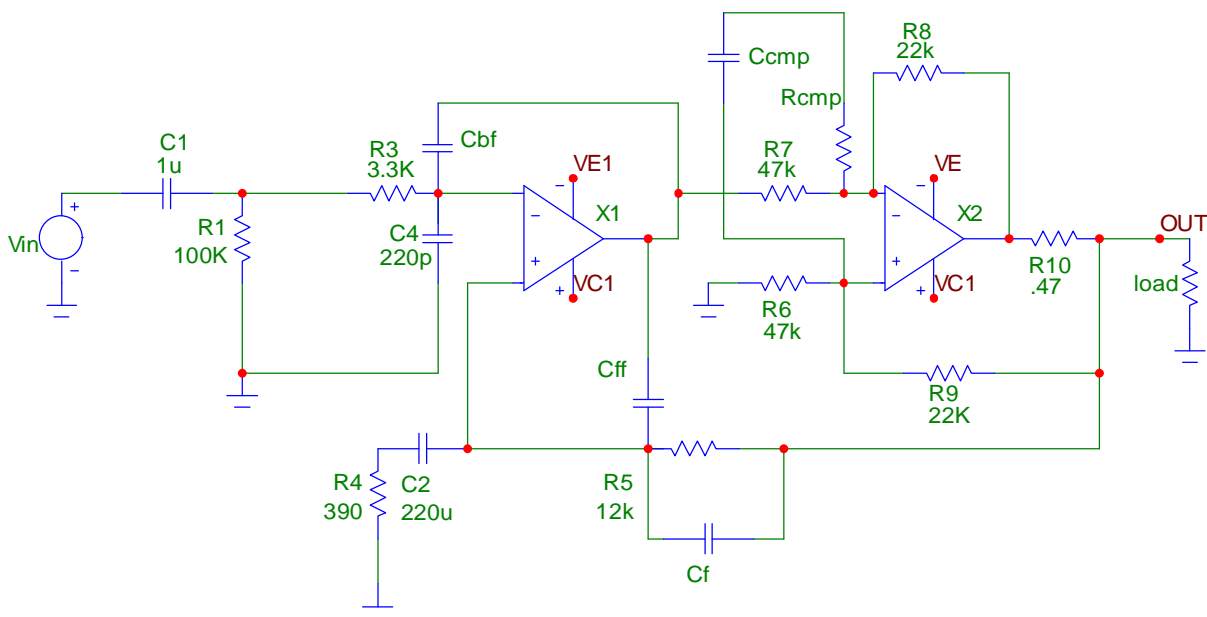 Vin
+
−
C1
1u
R1
100K
R3
3.3K
Cbf
C4
220p
VE1
−
−
+
X1
+
VC1
Ccmp
Rcmp
R7
47k
R8
22k
VE
−
−
+
X2
+
VC1
R6
47k
R10
.47
OUT
load
R9
22K
Cff
R5
12k
Cf
C2
220u
R4
390